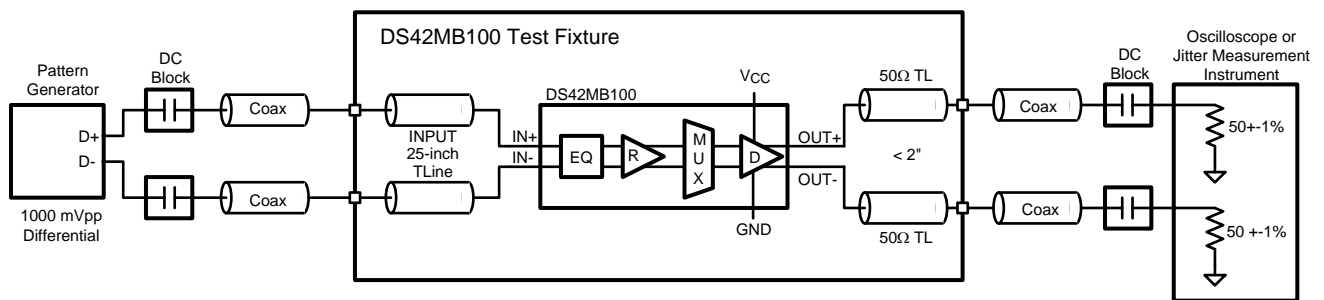 DS42MB100 Test Fixture
Pattern
Generator
D+
D-
1000 mVpp
Differential
DC
Block
Coax
Coax
INPUT
25-inch
TLine
DS42MB100
IN+
IN-
EQ
R
M
U
X
D
VCC
GND
OUT+
OUT-
50Ω TL
< 2"
50Ω TL
Coax
Coax
DC
Block
Oscilloscope or
Jitter Measurement
Instrument
50+-1%
50 +-1%